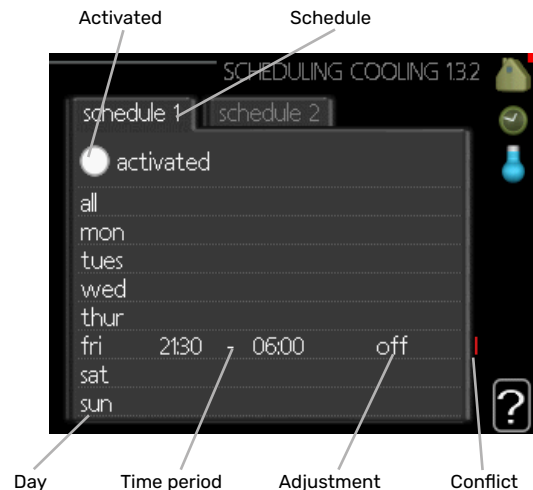 Activated Schedule
SCHEDULING COOLING 1.3.2
schedule 1 schedule 2
activated
all
mon
tues
wed
thur
fri 21:30 - 06:00 off !
sat
sun
?
Day Time period Adjustment Conflict